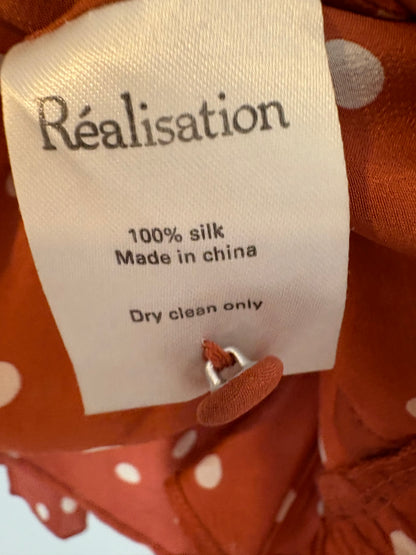 Réalisation
100% silk
Made in china
Dry clean only